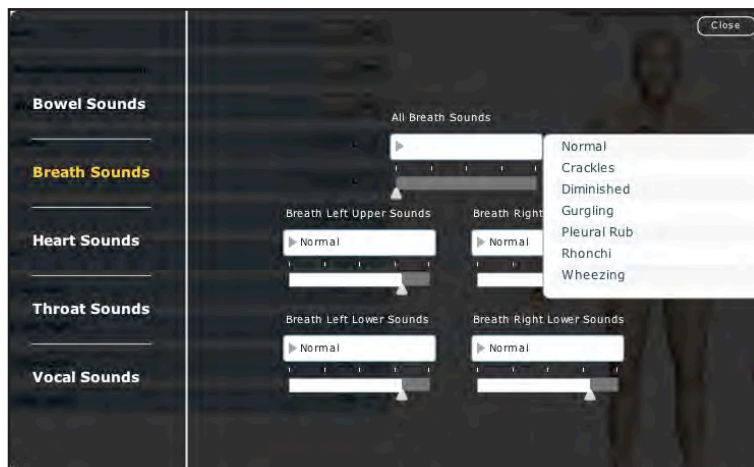 Close
Bowel Sounds
Breath Sounds
Heart Sounds
Throat Sounds
Vocal Sounds
All Breath Sounds
Normal
Crackles
Diminished
Gurgling
Pleural Rub
Rhonchi
Wheezing
Breath Left Upper Sounds
Breath Right
Normal
Normal
Breath Left Lower Sounds
Breath Right Lower Sounds
Normal
Normal